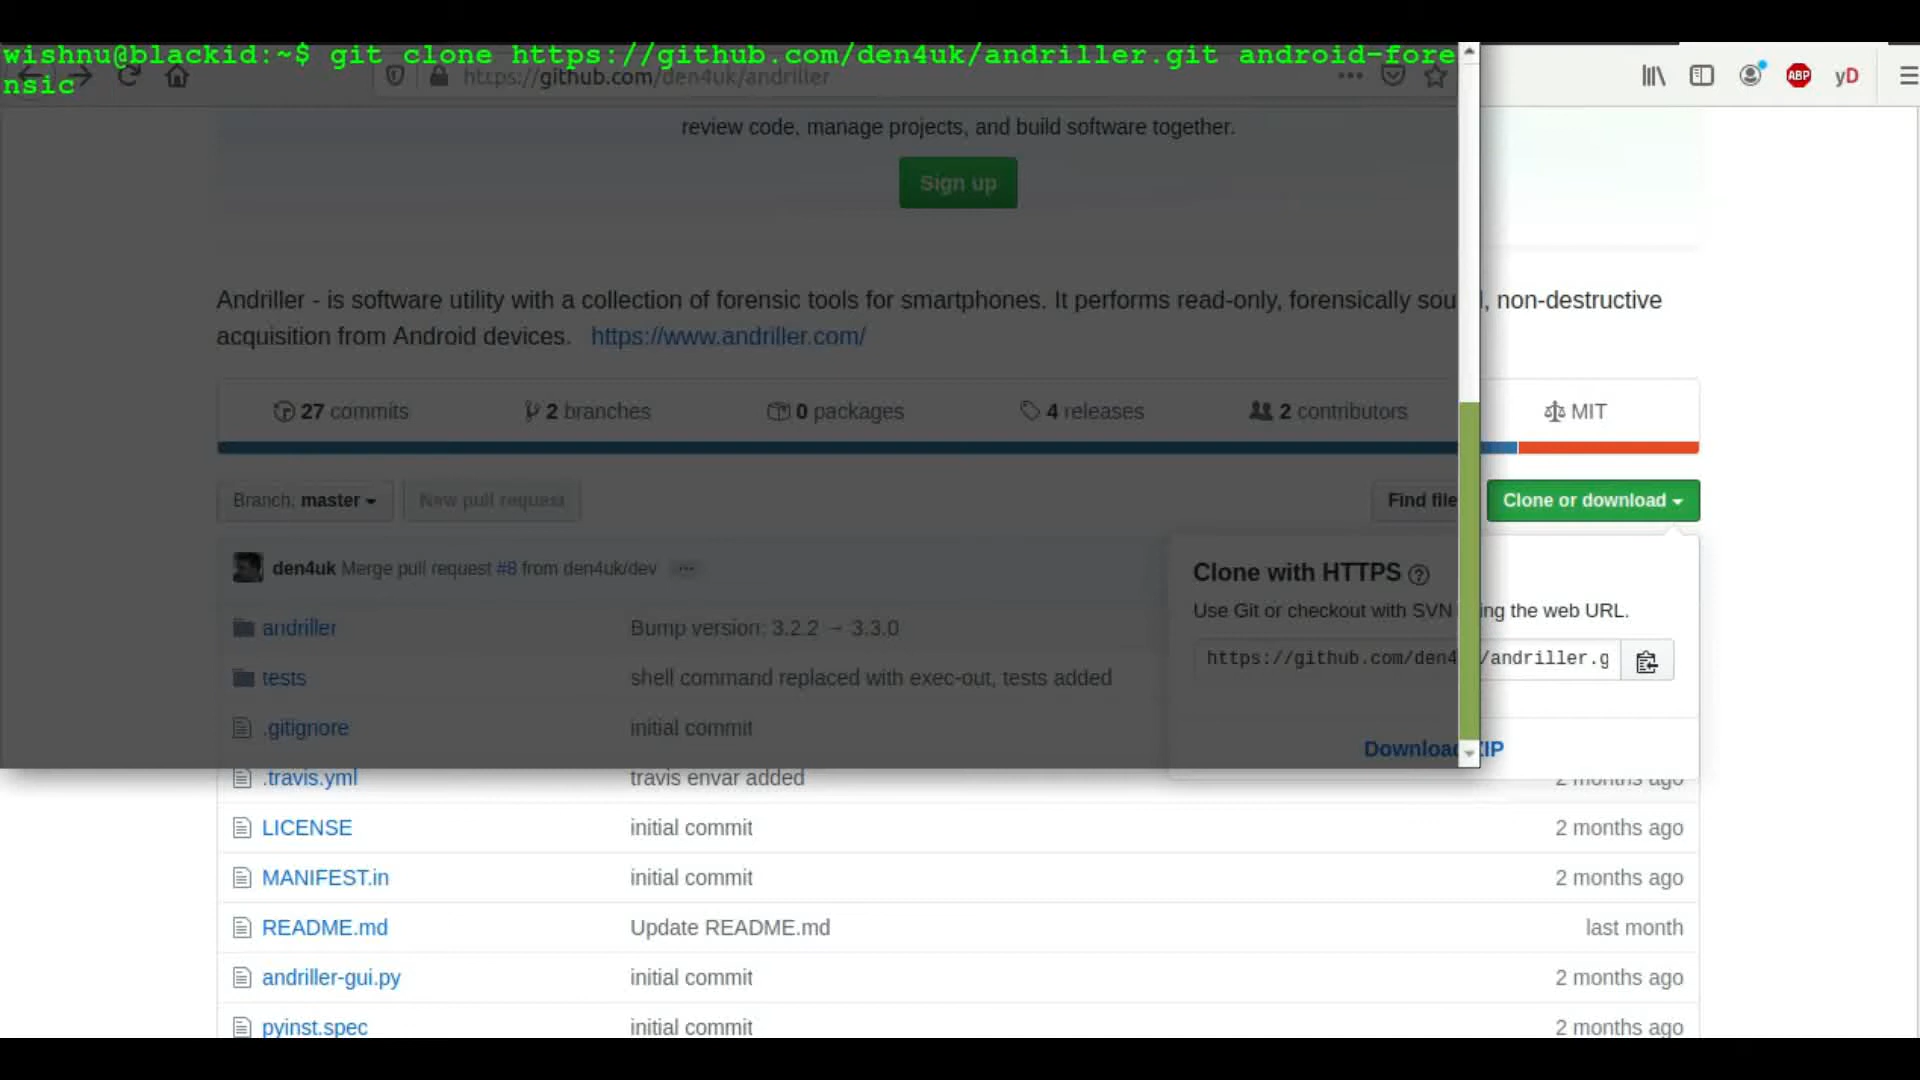 wishnu@blackid:~$ git clone https://github.com/den4uk/andriller.git android-fore
nsic
https://github.com/den4uk/andriller
ABP
yD
review code, manage projects, and build software together.
Sign up
Andriller - is software utility with a collection of forensic tools for smartphones. It performs read-only, forensically sou , non-destructive
acquisition from Android devices. https://www.andriller.com/
27 commits 2 branches 0 packages 4 releases 2 contributors MIT
Branch: master New pull request Find file Clone or download
den4uk Merge pull request #8 from den4uk/dev ...
Clone with HTTPS
Use Git or checkout with SVN ing the web URL.
https://github.com/den4 /andriller.g
Download IP
andriller Bump version: 3.2.2 → 3.3.0
tests shell command replaced with exec-out, tests added
.gitignore initial commit
.travis.yml travis envar added 2 months ago
LICENSE initial commit 2 months ago
MANIFEST.in initial commit 2 months ago
README.md Update README.md last month
andriller-gui.py initial commit 2 months ago
pyinst.spec initial commit 2 months ago